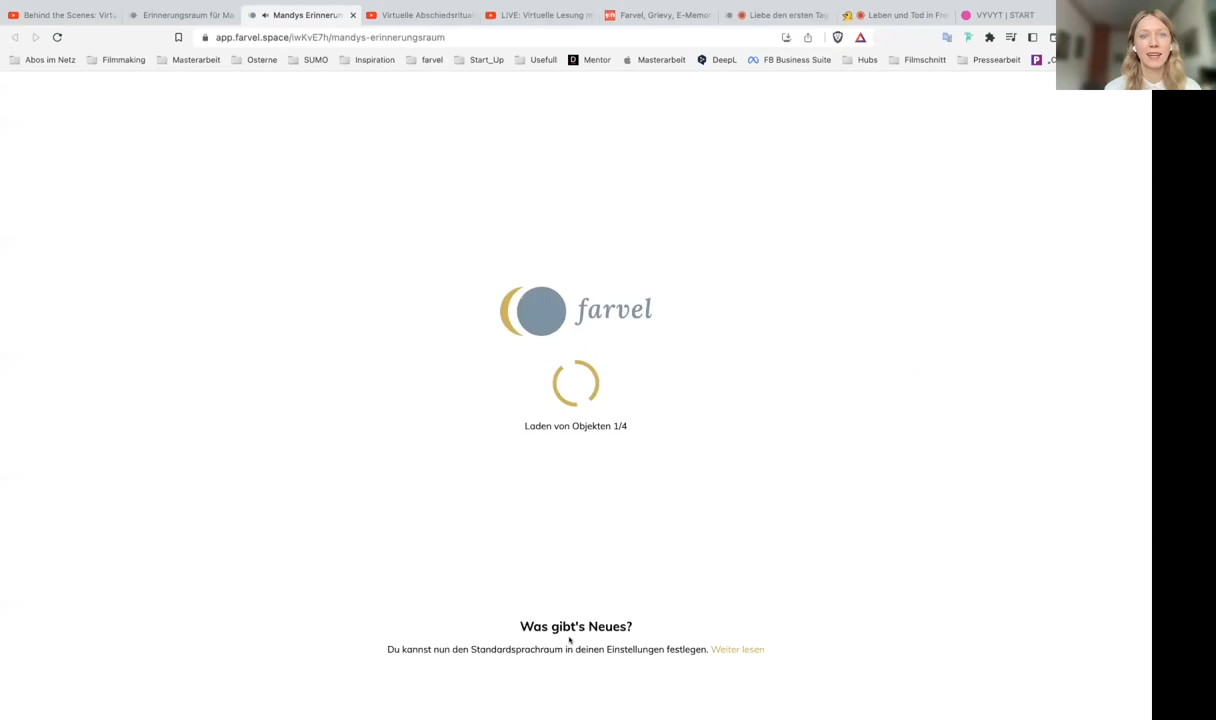 Behind the Scenes: Virtu
Erinnerungsraum für Ma
Mandys Erinnerun
Virtuelle Abschiedsritua
LIVE: Virtuelle Lesung m
Farvel, Grievy, E-Memor
Liebe den ersten Tag
Leben und Tod in Fre
VYVYT | START
app.farvel.space/iwKvE7h/mandys-erinnerungsraum
Abos im Netz
Filmmaking
Masterarbeit
Osterne
SUMO
Inspiration
farvel
Start_Up
Usefull
Mentor
Masterarbeit
DeepL
FB Business Suite
Hubs
Filmschnitt
Pressearbeit
farvel
Laden von Objekten 1/4
Was gibt's Neues?
Du kannst nun den Standardsprachraum in deinen Einstellungen festlegen. Weiter lesen